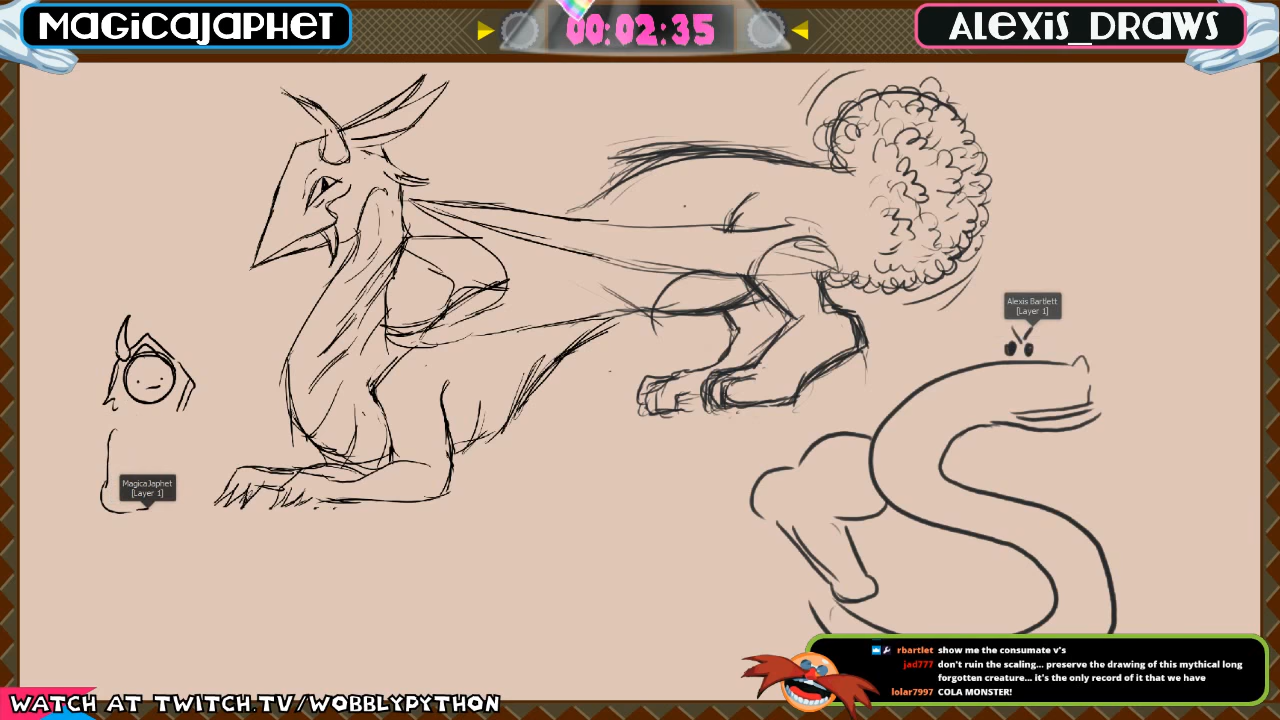 MAGICAJAPHET
00:02:35
ALEXIS_DRAWS
Alexis Bartlett
[Layer 1]
MagicaJaphet
[Layer 1]
rbartlet show me the consumate v's
jad777 don't ruin the scaling... preserve the drawing of this mythical long
forgotten creature... it's the only record of it that we have
lolar7997 COLA MONSTER!
WATCH AT TWITCH.TV/WOBBLYPYTHON